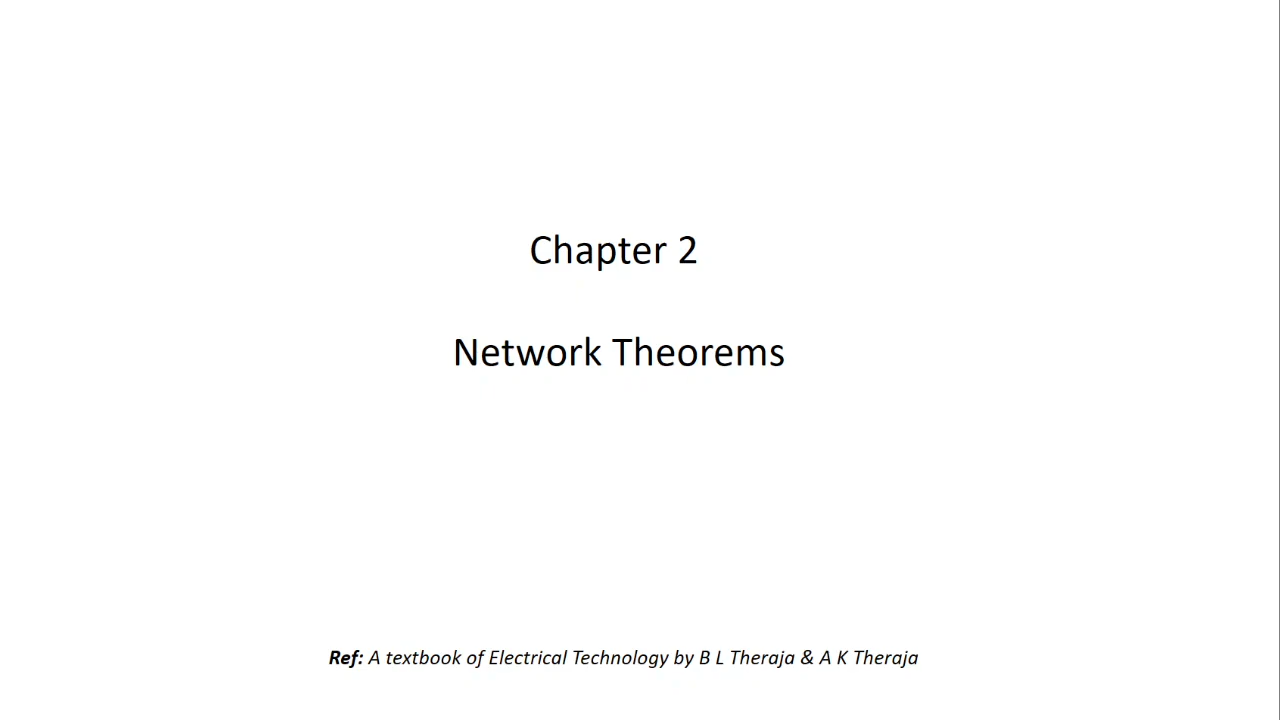 Chapter 2
Network Theorems
Ref: A textbook of Electrical Technology by B L Theraja & A K Theraja